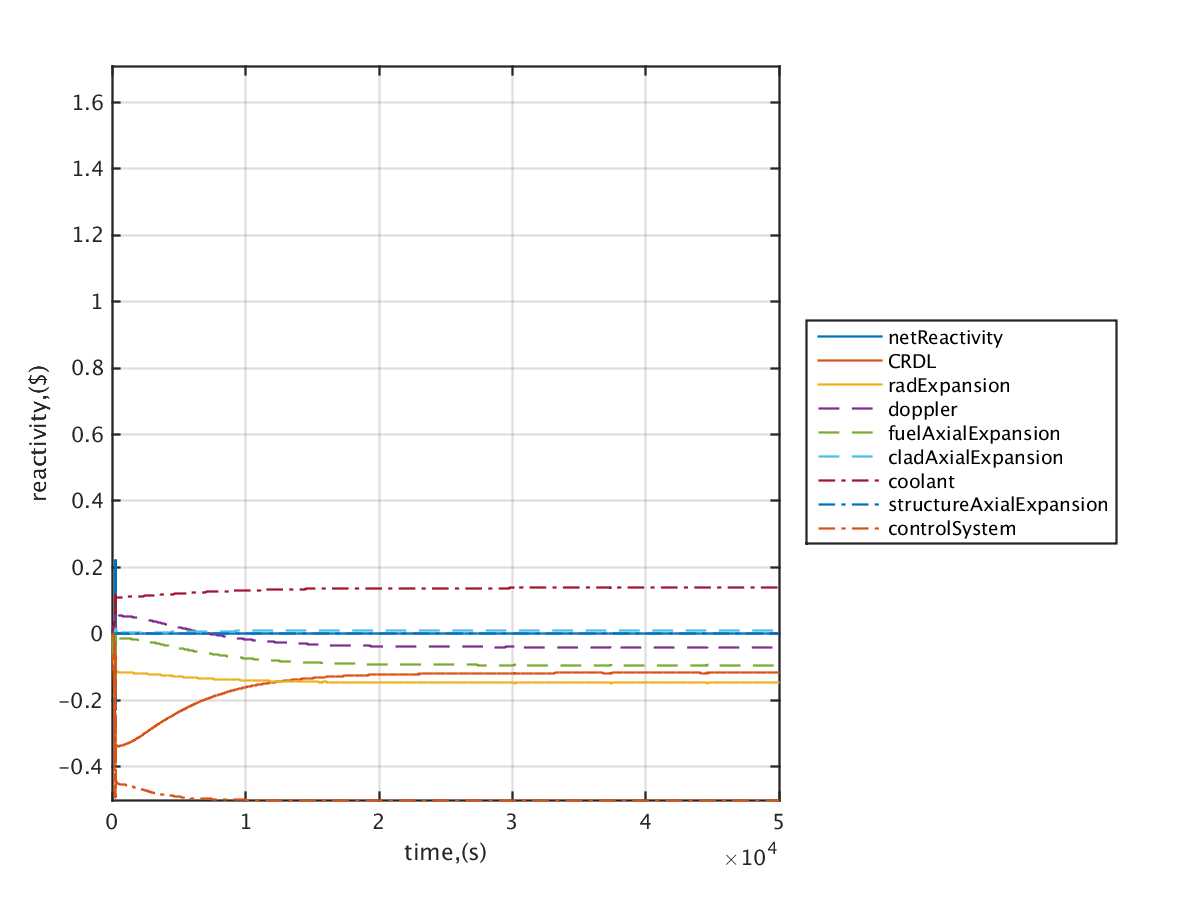 1.6
1.4
1.2
1
0.8
0.6
0.4
0.2
0
−0.2
−0.4
reactivity,($)
0 1 2 3 4 5
time,(s)
×10⁴
netReactivity
CRDL
radExpansion
doppler
fuelAxialExpansion
cladAxialExpansion
coolant
structureAxialExpansion
controlSystem